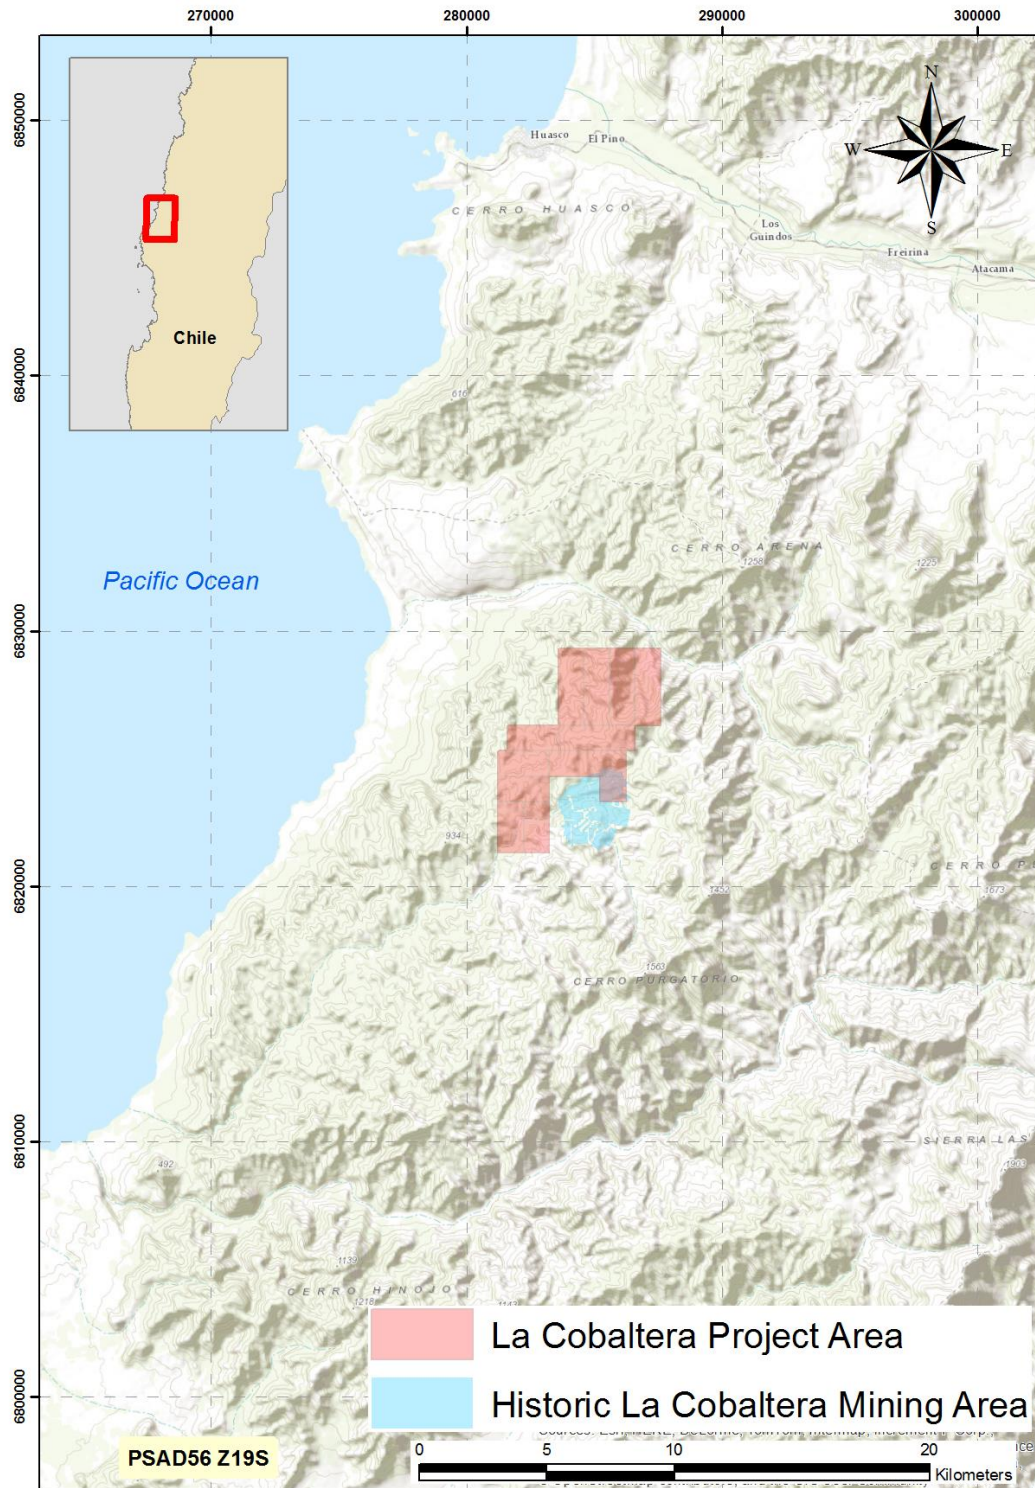 270000
280000
290000
300000
6850000
6840000
6830000
6820000
6810000
6800000
Chile
N
W
E
S
Huasco
El Pino
CERRO HUASCO
Los
Guindos
Freirina
Atacama
616
Pacific Ocean
CERRO ARENA
1258
1225
934
1452
CERRO
1673
1563
CERRO PURGATORIO
SIERRA LAS
1903
492
1139
CERRO HINOJO
1218
1143
La Cobaltera Project Area
Historic La Cobaltera Mining Area
PSAD56 Z19S
0
5
10
20
Kilometers